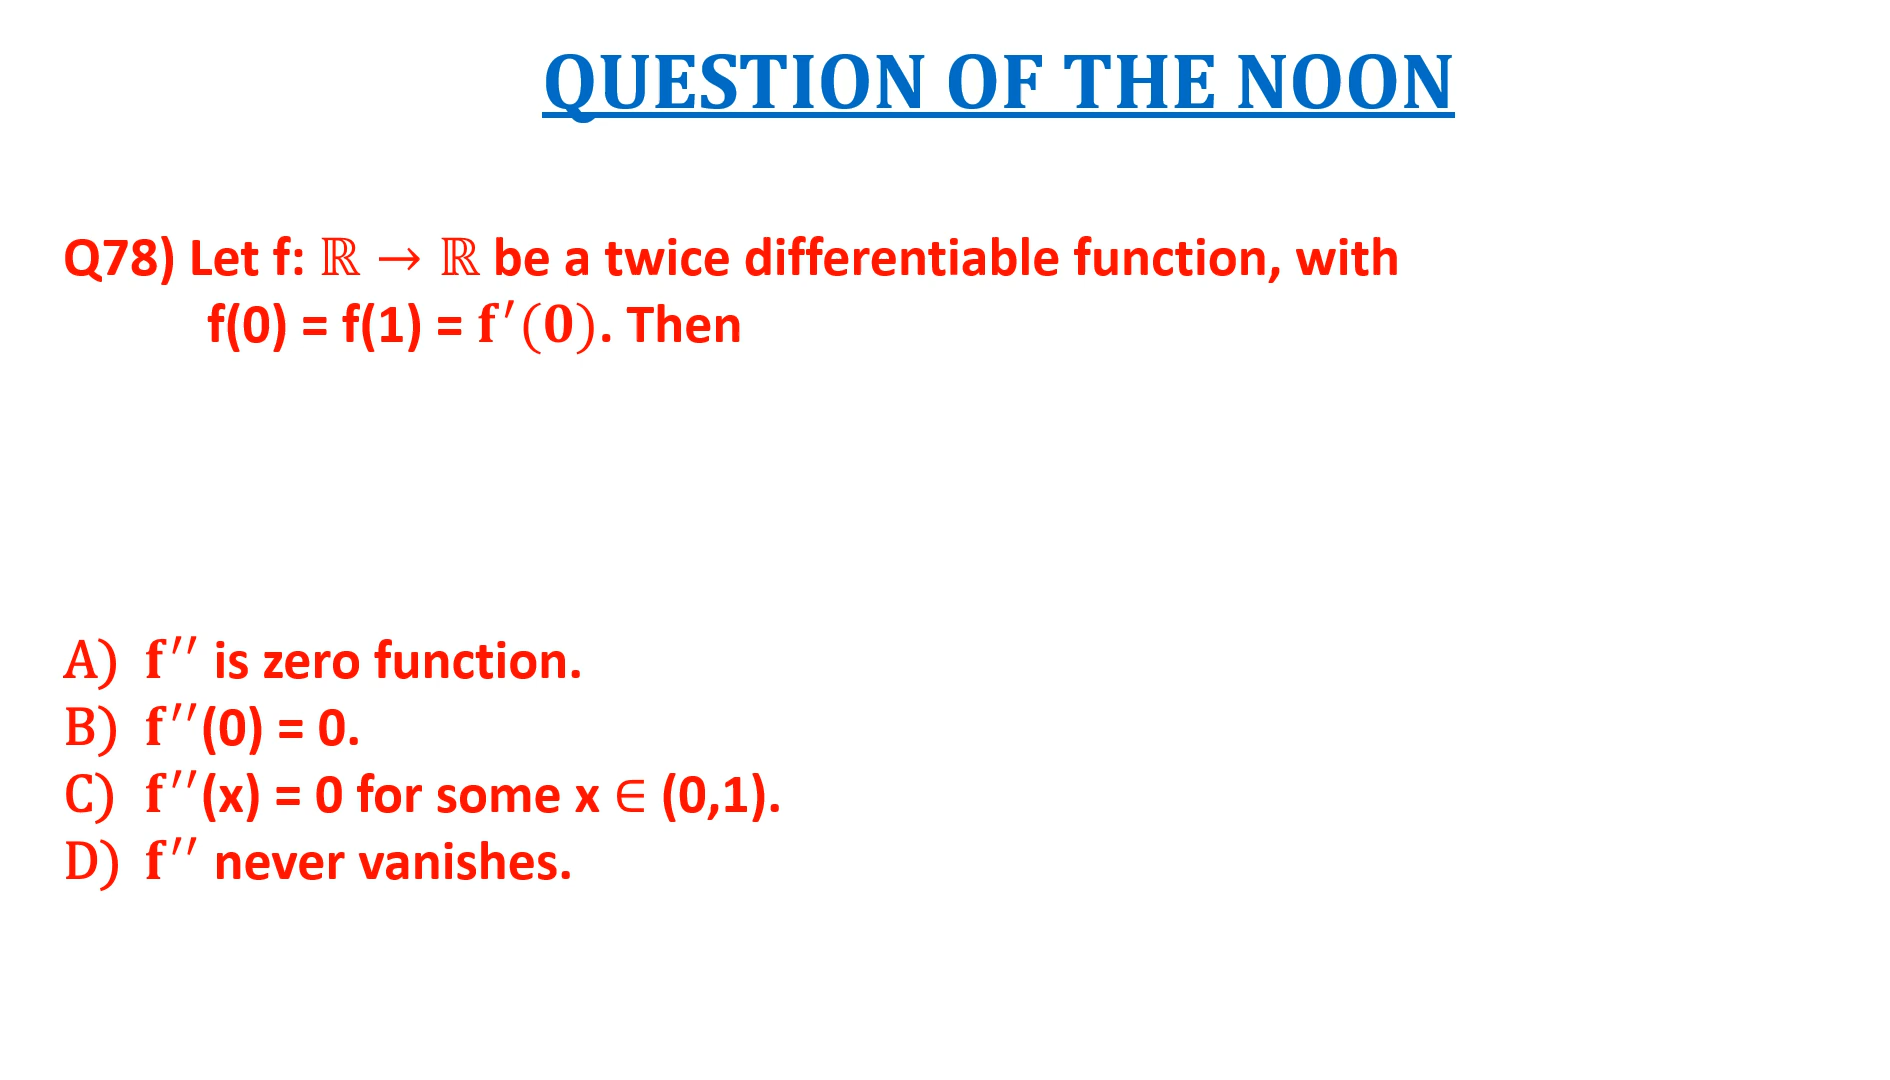 QUESTION OF THE NOON
Q78) Let f: ℝ → ℝ be a twice differentiable function, with
f(0) = f(1) = f′(0). Then
A) f′′ is zero function.
B) f′′(0) = 0.
C) f′′(x) = 0 for some x ∈ (0,1).
D) f′′ never vanishes.